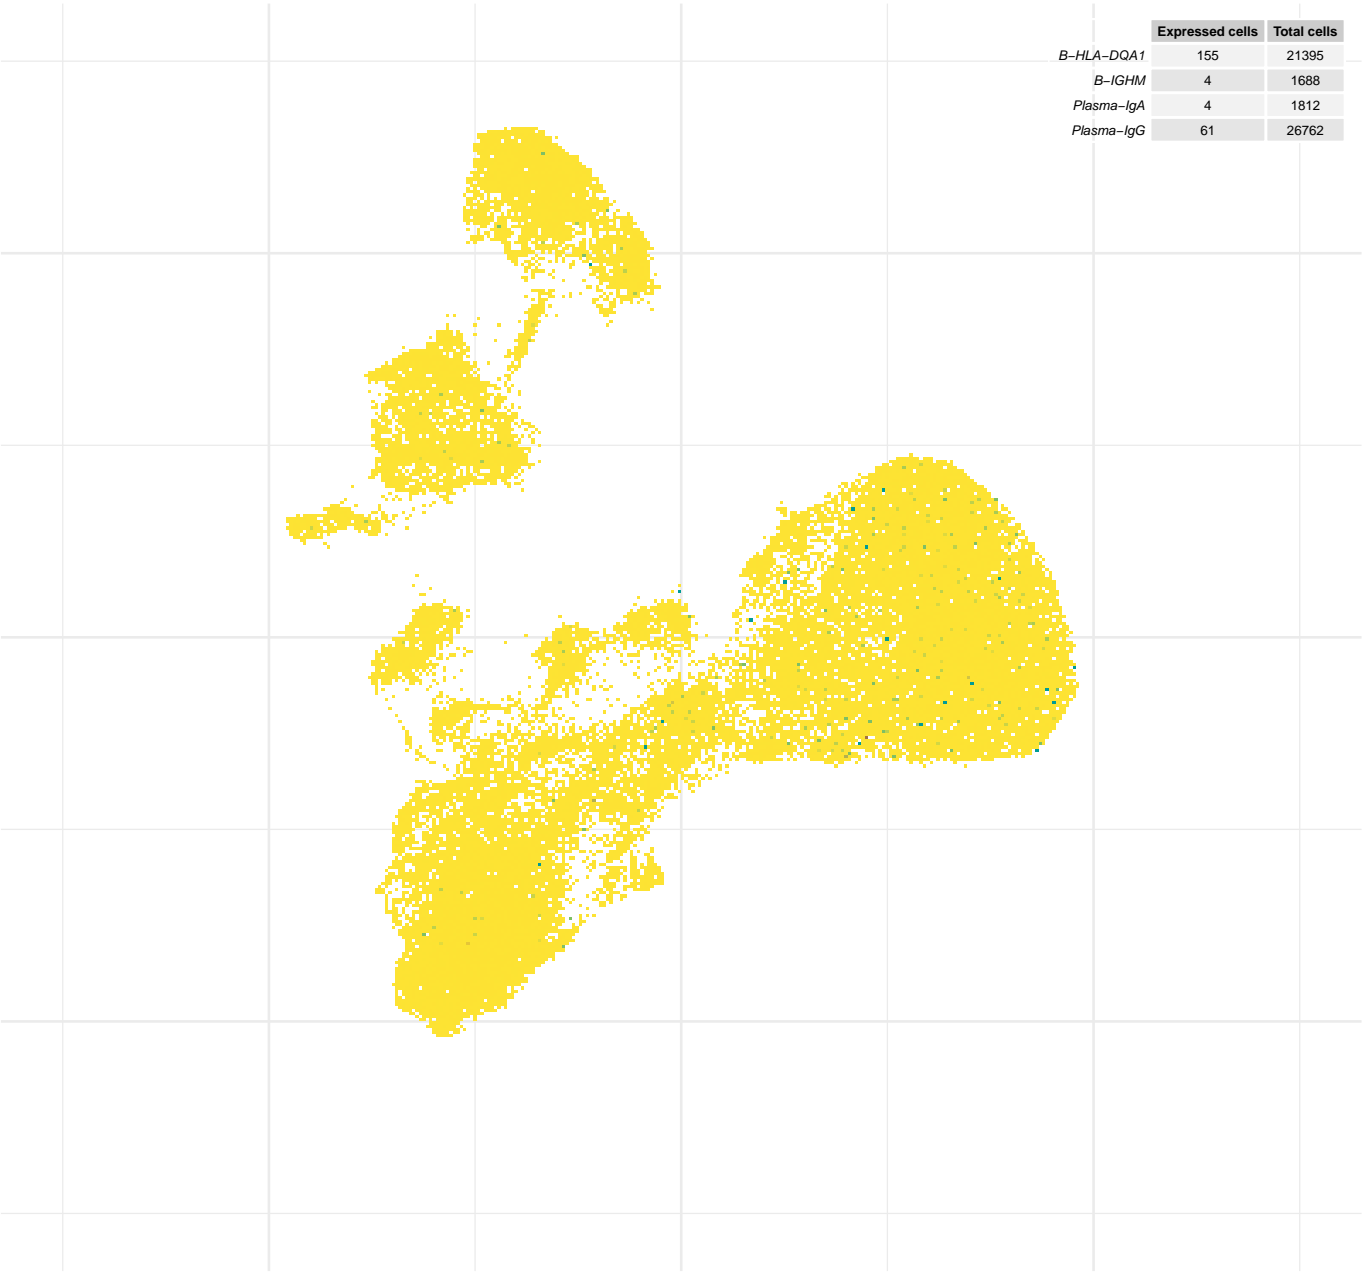 Expressed cells Total cells
B−HLA−DQA1 155 21395
B−IGHM 4 1688
Plasma−IgA 4 1812
Plasma−IgG 61 26762